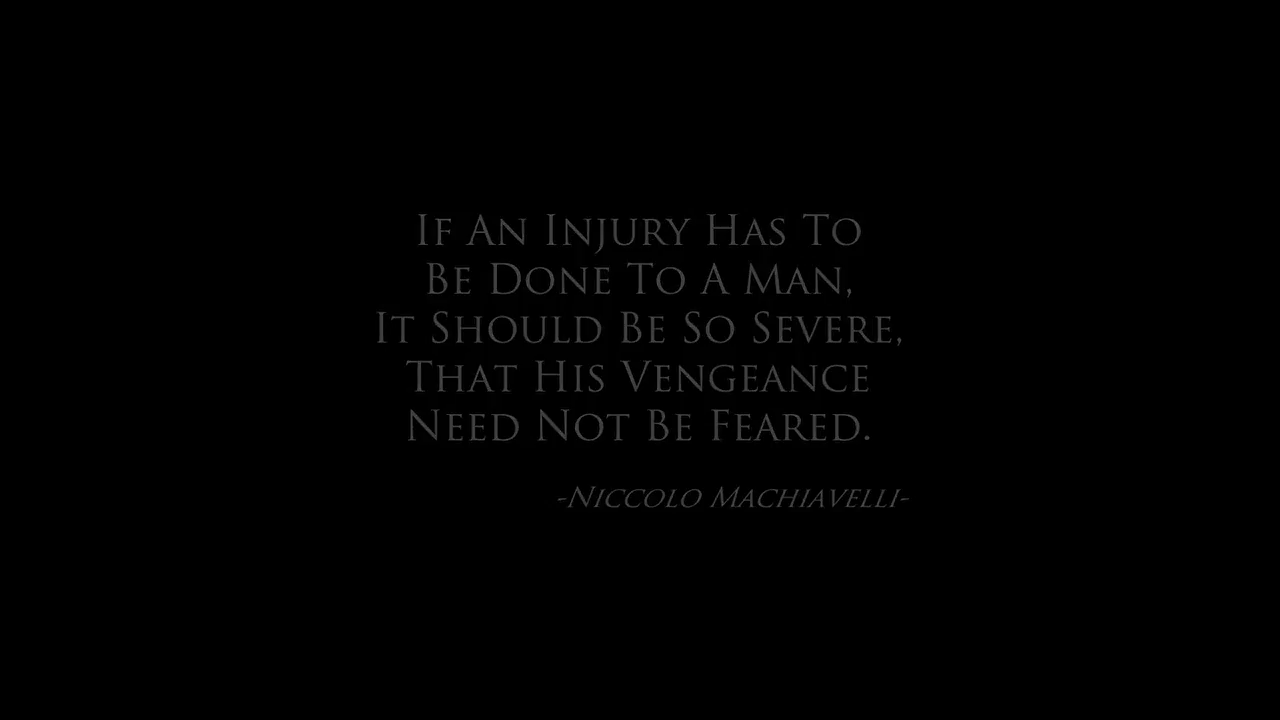 If An Injury Has To
Be Done To A Man,
It Should Be So Severe,
That His Vengeance
Need Not Be Feared.
-Niccolo Machiavelli-